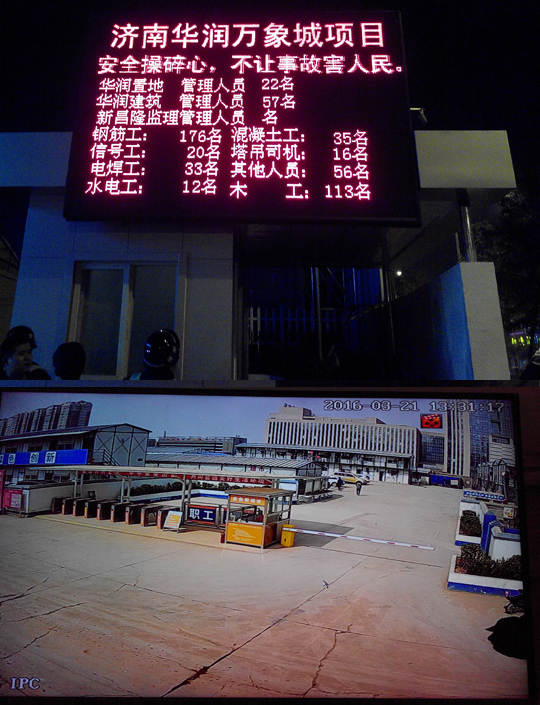 济南华润万象城项目
安全操碎心，不让事故害人民。
华润置地 管理人员 22名
华润建筑 管理人员 57名
新昌隆监理管理人员 名
钢筋工： 176名 混凝土工： 35名
信号工： 20名 塔吊司机： 16名
电焊工： 33名 其他人员： 56名
水电工： 12名 木 工：113名
2016-03-21 13:31:17
创新
职工
IPC